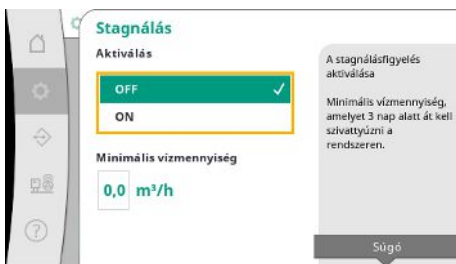 Stagnálás
Aktiválás
OFF
ON
Minimális vízmennyiség
0,0 m³/h
A stagnálásfigyelés
aktiválása
Minimális vízmennyiség,
amelyet 3 nap alatt át kell
szivattyúzni a
rendszeren.
Súgó